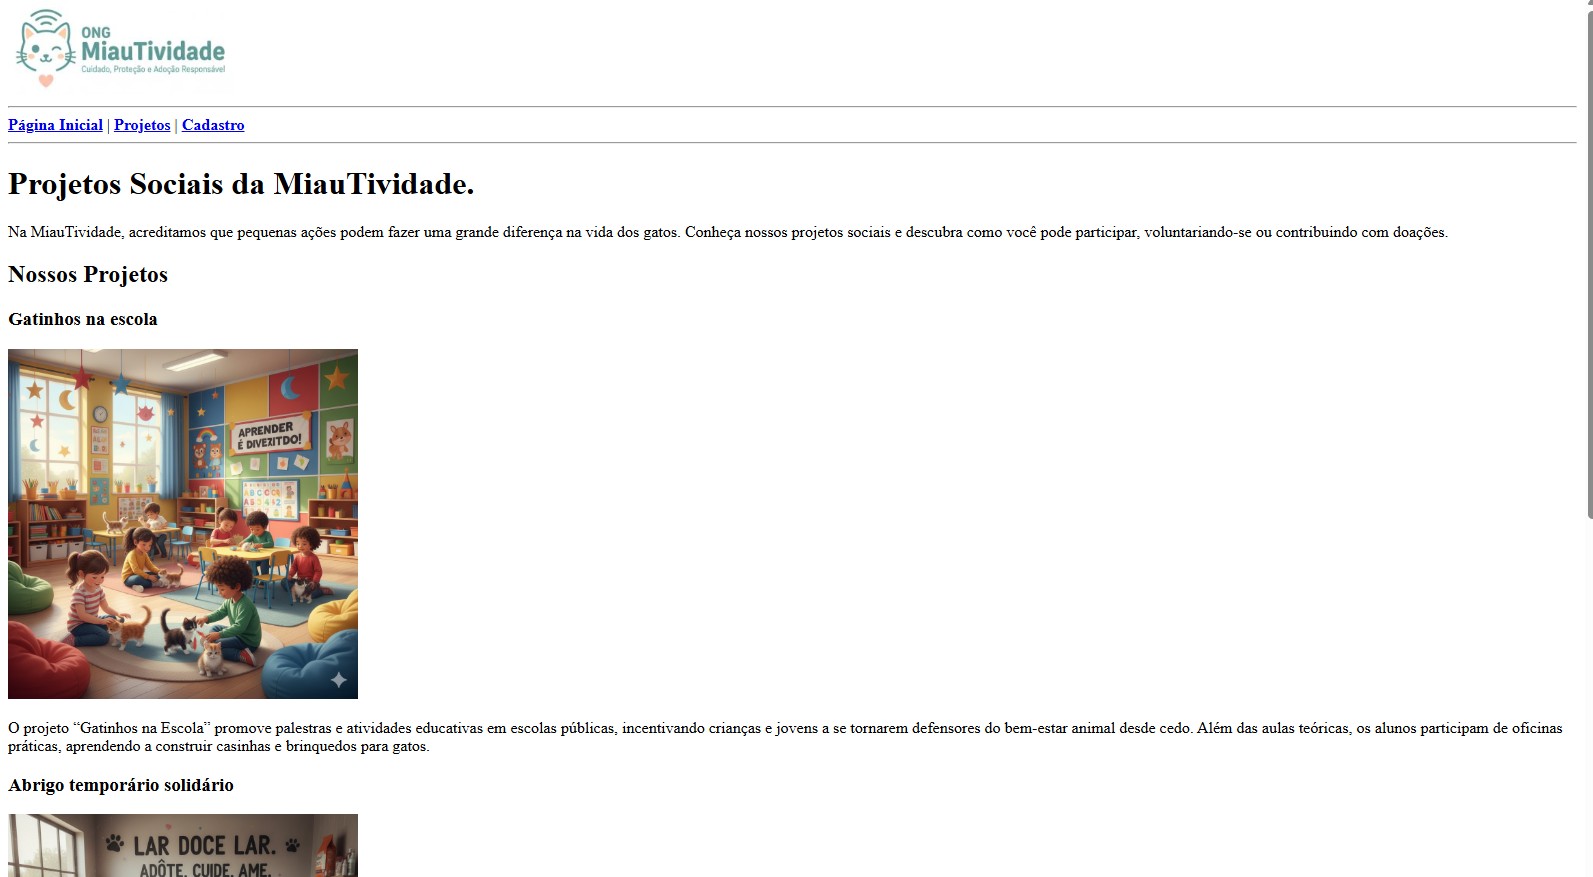 ONG
MiauTividade
Cuidado, Proteção e Adoção Responsável
Página Inicial | Projetos | Cadastro
Projetos Sociais da MiauTividade.
Na MiauTividade, acreditamos que pequenas ações podem fazer uma grande diferença na vida dos gatos. Conheça nossos projetos sociais e descubra como você pode participar, voluntariando-se ou contribuindo com doações.
Nossos Projetos
Gatinhos na escola
APRENDER
É DIVEZITDO!
O projeto “Gatinhos na Escola” promove palestras e atividades educativas em escolas públicas, incentivando crianças e jovens a se tornarem defensores do bem-estar animal desde cedo. Além das aulas teóricas, os alunos participam de oficinas
práticas, aprendendo a construir casinhas e brinquedos para gatos.
Abrigo temporário solidário
LAR DOCE LAR.
ADÔTE, CUIDE, AME.